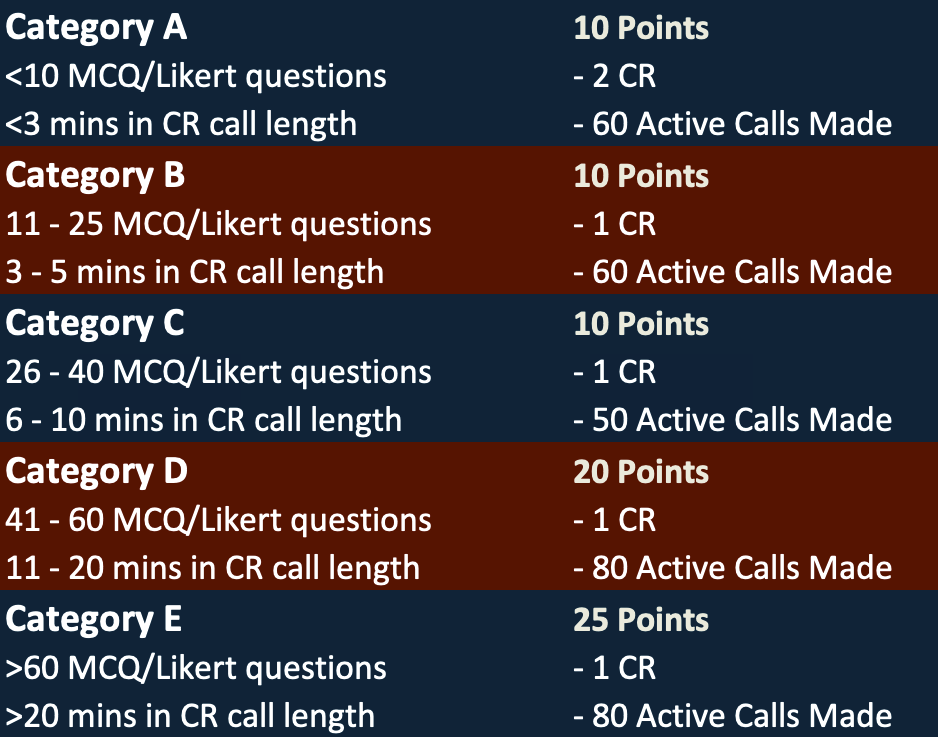 Category A 10 Points
<10 MCQ/Likert questions - 2 CR
<3 mins in CR call length - 60 Active Calls Made
Category B 10 Points
11 - 25 MCQ/Likert questions - 1 CR
3 - 5 mins in CR call length - 60 Active Calls Made
Category C 10 Points
26 - 40 MCQ/Likert questions - 1 CR
6 - 10 mins in CR call length - 50 Active Calls Made
Category D 20 Points
41 - 60 MCQ/Likert questions - 1 CR
11 - 20 mins in CR call length - 80 Active Calls Made
Category E 25 Points
>60 MCQ/Likert questions - 1 CR
>20 mins in CR call length - 80 Active Calls Made